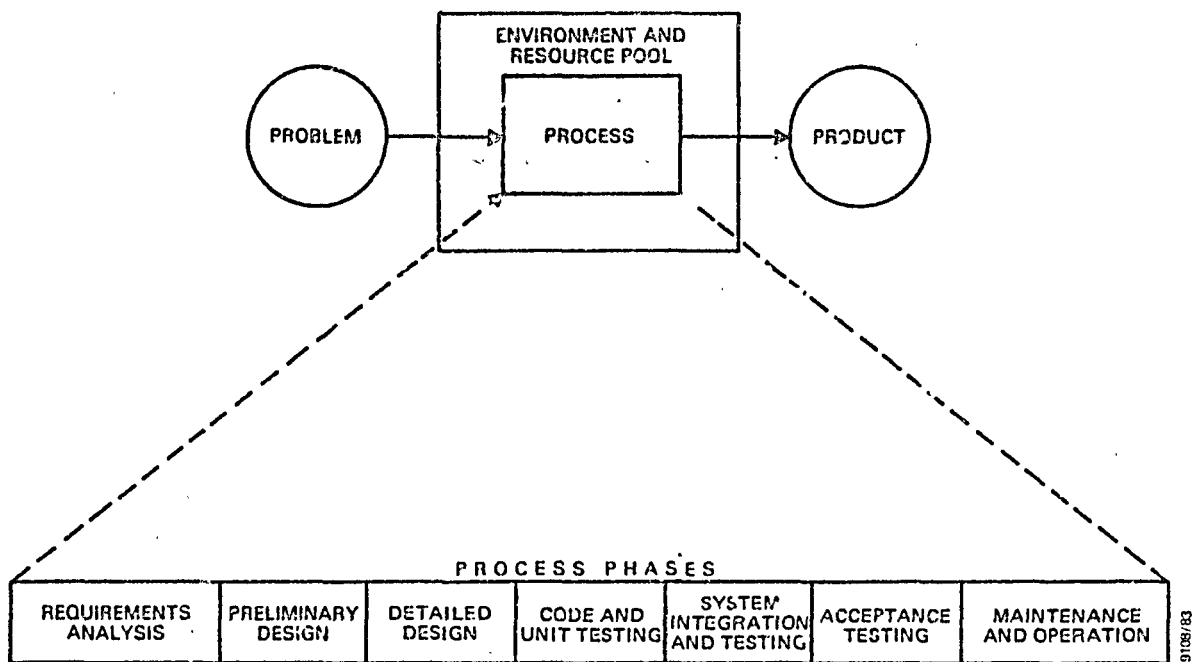 ENVIRONMENT AND
RESOURCE POOL
PROBLEM
PROCESS
PRODUCT
PROCESS PHASES
REQUIREMENTS
ANALYSIS
PRELIMINARY
DESIGN
DETAILED
DESIGN
CODE AND
UNIT TESTING
SYSTEM
INTEGRATION
AND TESTING
ACCEPTANCE
TESTING
MAINTENANCE
AND OPERATION
9108/83